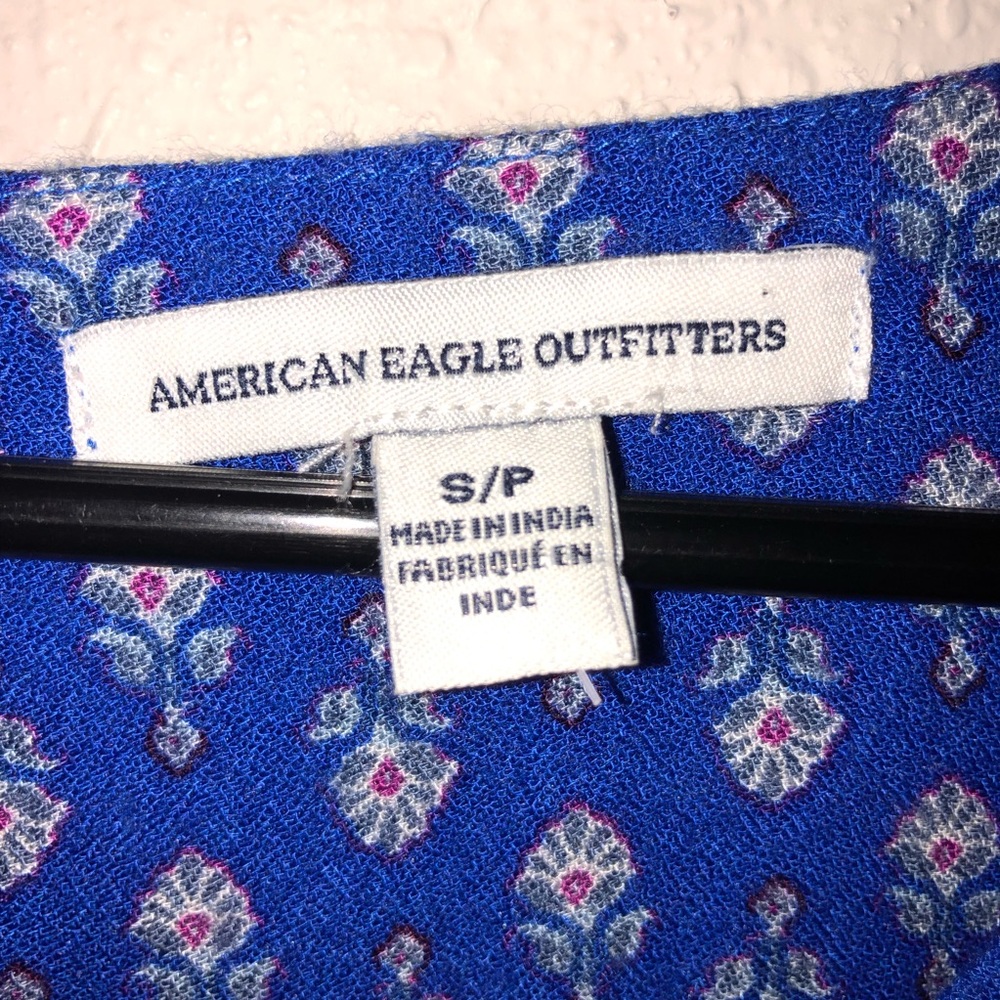 AMERICAN EAGLE OUTFITTERS
S/P
MADE IN INDIA
FABRIQUÉ EN
INDE